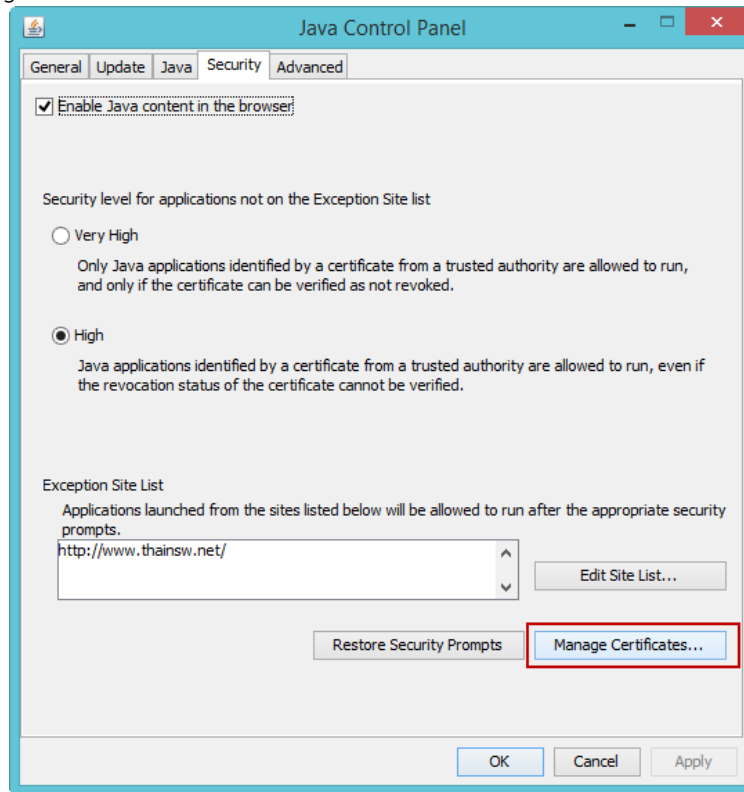 Java Control Panel
General Update Java Security Advanced
Enable Java content in the browser
Security level for applications not on the Exception Site list
Very High
Only Java applications identified by a certificate from a trusted authority are allowed to run,
and only if the certificate can be verified as not revoked.
High
Java applications identified by a certificate from a trusted authority are allowed to run, even if
the revocation status of the certificate cannot be verified.
Exception Site List
Applications launched from the sites listed below will be allowed to run after the appropriate security
prompts.
http://www.thainsw.net/
Edit Site List...
Restore Security Prompts Manage Certificates...
OK Cancel Apply